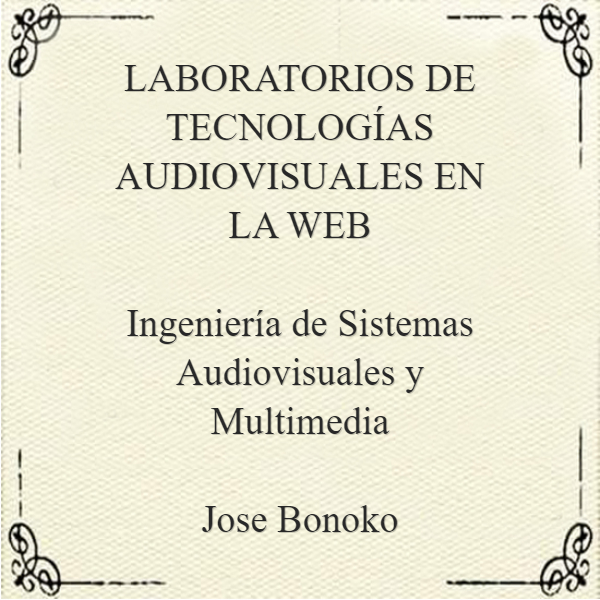 LABORATORIOS DE
TECNOLOGÍAS
AUDIOVISUALES EN
LA WEB
Ingeniería de Sistemas
Audiovisuales y
Multimedia
Jose Bonoko